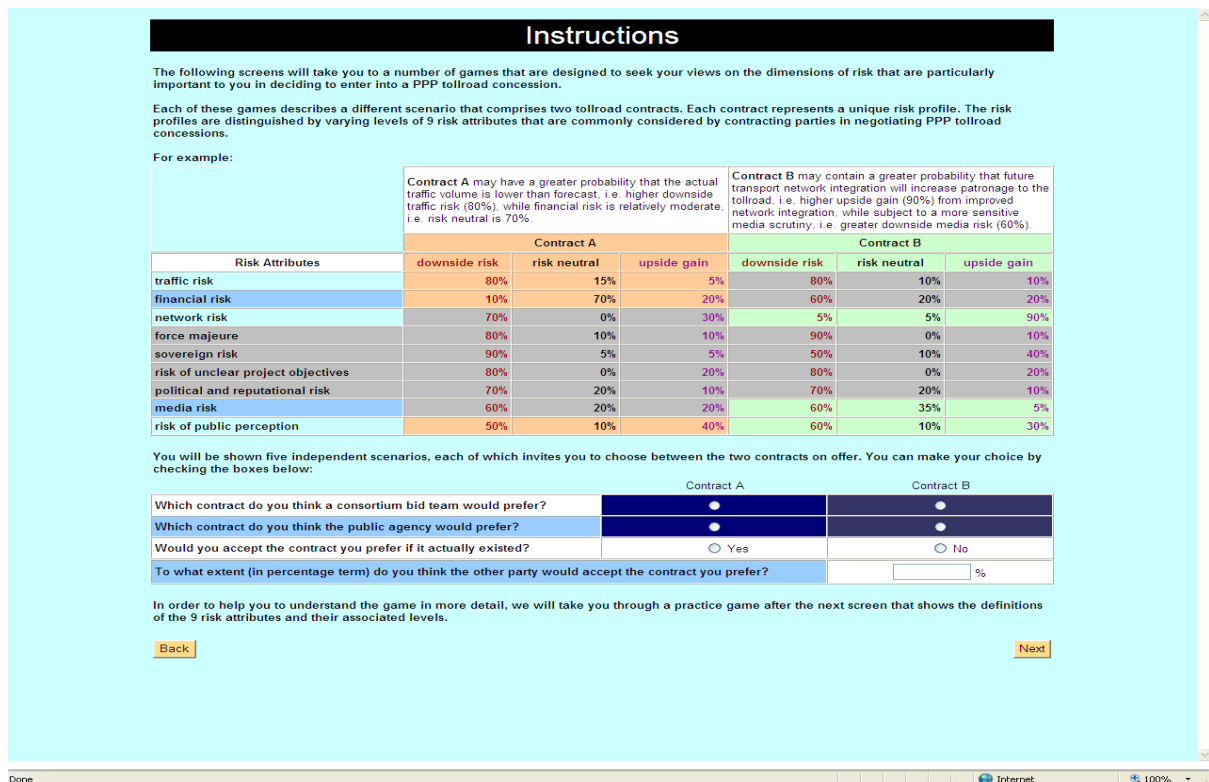 Instructions
The following screens will take you to a number of games that are designed to seek your views on the dimensions of risk that are particularly
important to you in deciding to enter into a PPP tollroad concession.
Each of these games describes a different scenario that comprises two tollroad contracts. Each contract represents a unique risk profile. The risk
profiles are distinguished by varying levels of 9 risk attributes that are commonly considered by contracting parties in negotiating PPP tollroad
concessions.
For example:
Contract A may have a greater probability that the actual
traffic volume is lower than forecast, i.e. higher downside
traffic risk (80%), while financial risk is relatively moderate,
i.e. risk neutral is 70%.
Contract B may contain a greater probability that future
transport network integration will increase patronage to the
tollroad, i.e. higher upside gain (90%) from improved
network integration, while subject to a more sensitive
media scrutiny, i.e. greater downside media risk (60%).
Contract A Contract B
Risk Attributes downside risk risk neutral upside gain downside risk risk neutral upside gain
traffic risk 80% 15% 5% 80% 10% 10%
financial risk 10% 70% 20% 60% 20% 20%
network risk 70% 0% 30% 5% 5% 90%
force majeure 80% 10% 10% 90% 0% 10%
sovereign risk 90% 5% 5% 50% 10% 40%
risk of unclear project objectives 80% 0% 20% 80% 0% 20%
political and reputational risk 70% 20% 10% 70% 20% 10%
media risk 60% 20% 20% 60% 35% 5%
risk of public perception 50% 10% 40% 60% 10% 30%
You will be shown five independent scenarios, each of which invites you to choose between the two contracts on offer. You can make your choice by
checking the boxes below:
Contract A Contract B
Which contract do you think a consortium bid team would prefer?
Which contract do you think the public agency would prefer?
Would you accept the contract you prefer if it actually existed? Yes No
To what extent (in percentage term) do you think the other party would accept the contract you prefer? %
In order to help you to understand the game in more detail, we will take you through a practice game after the next screen that shows the definitions
of the 9 risk attributes and their associated levels.
Back Next
Done Internet 100%